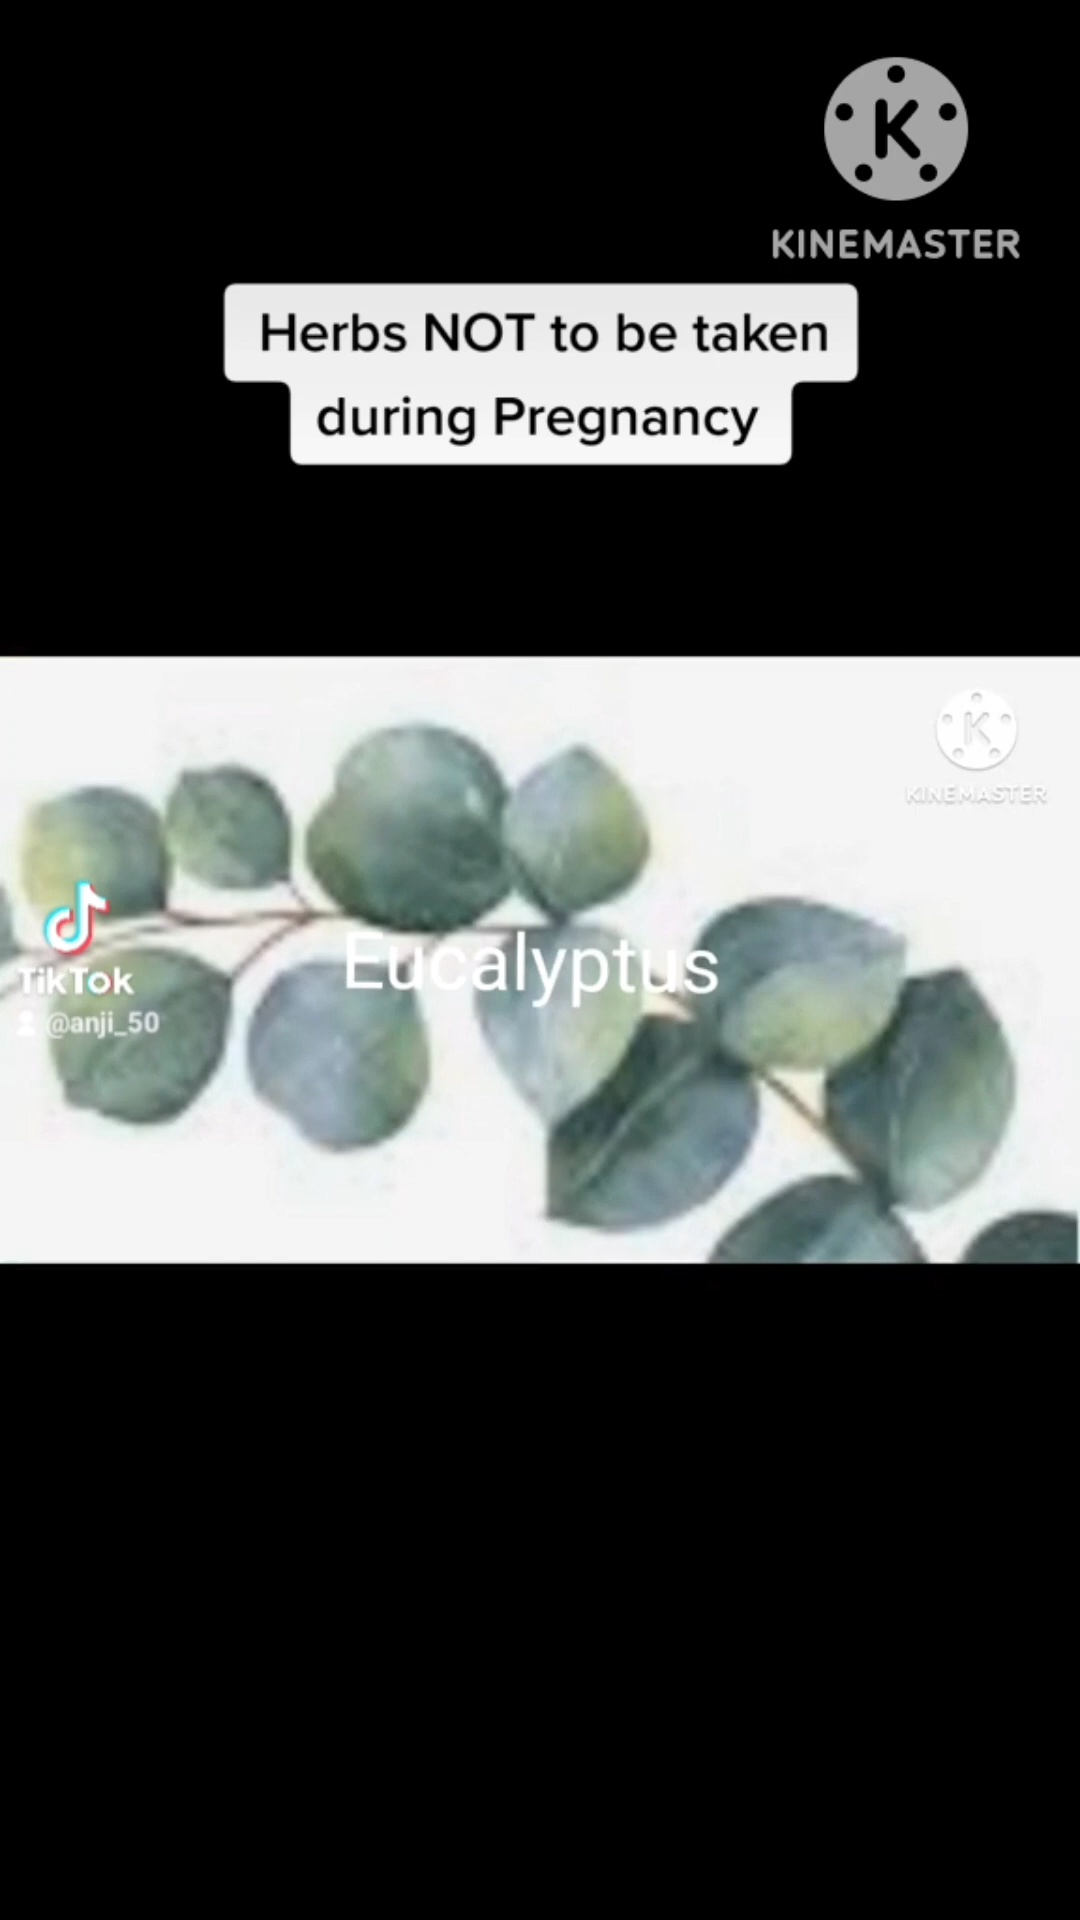 KINEMASTER
Herbs NOT to be taken
during Pregnancy
KINEMASTER
Eucalyptus
TikTok
@anji_50